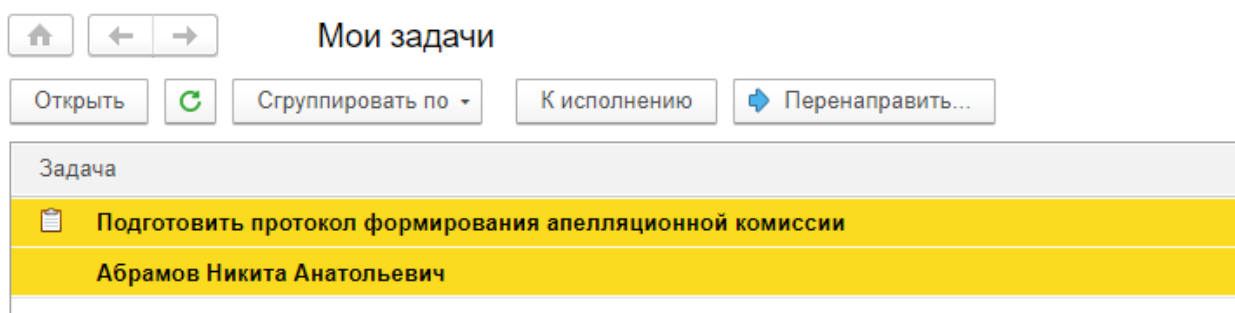 Мои задачи
Открыть Сгруппировать по К исполнению Перенаправить...
Задача
Подготовить протокол формирования апелляционной комиссии
Абрамов Никита Анатольевич